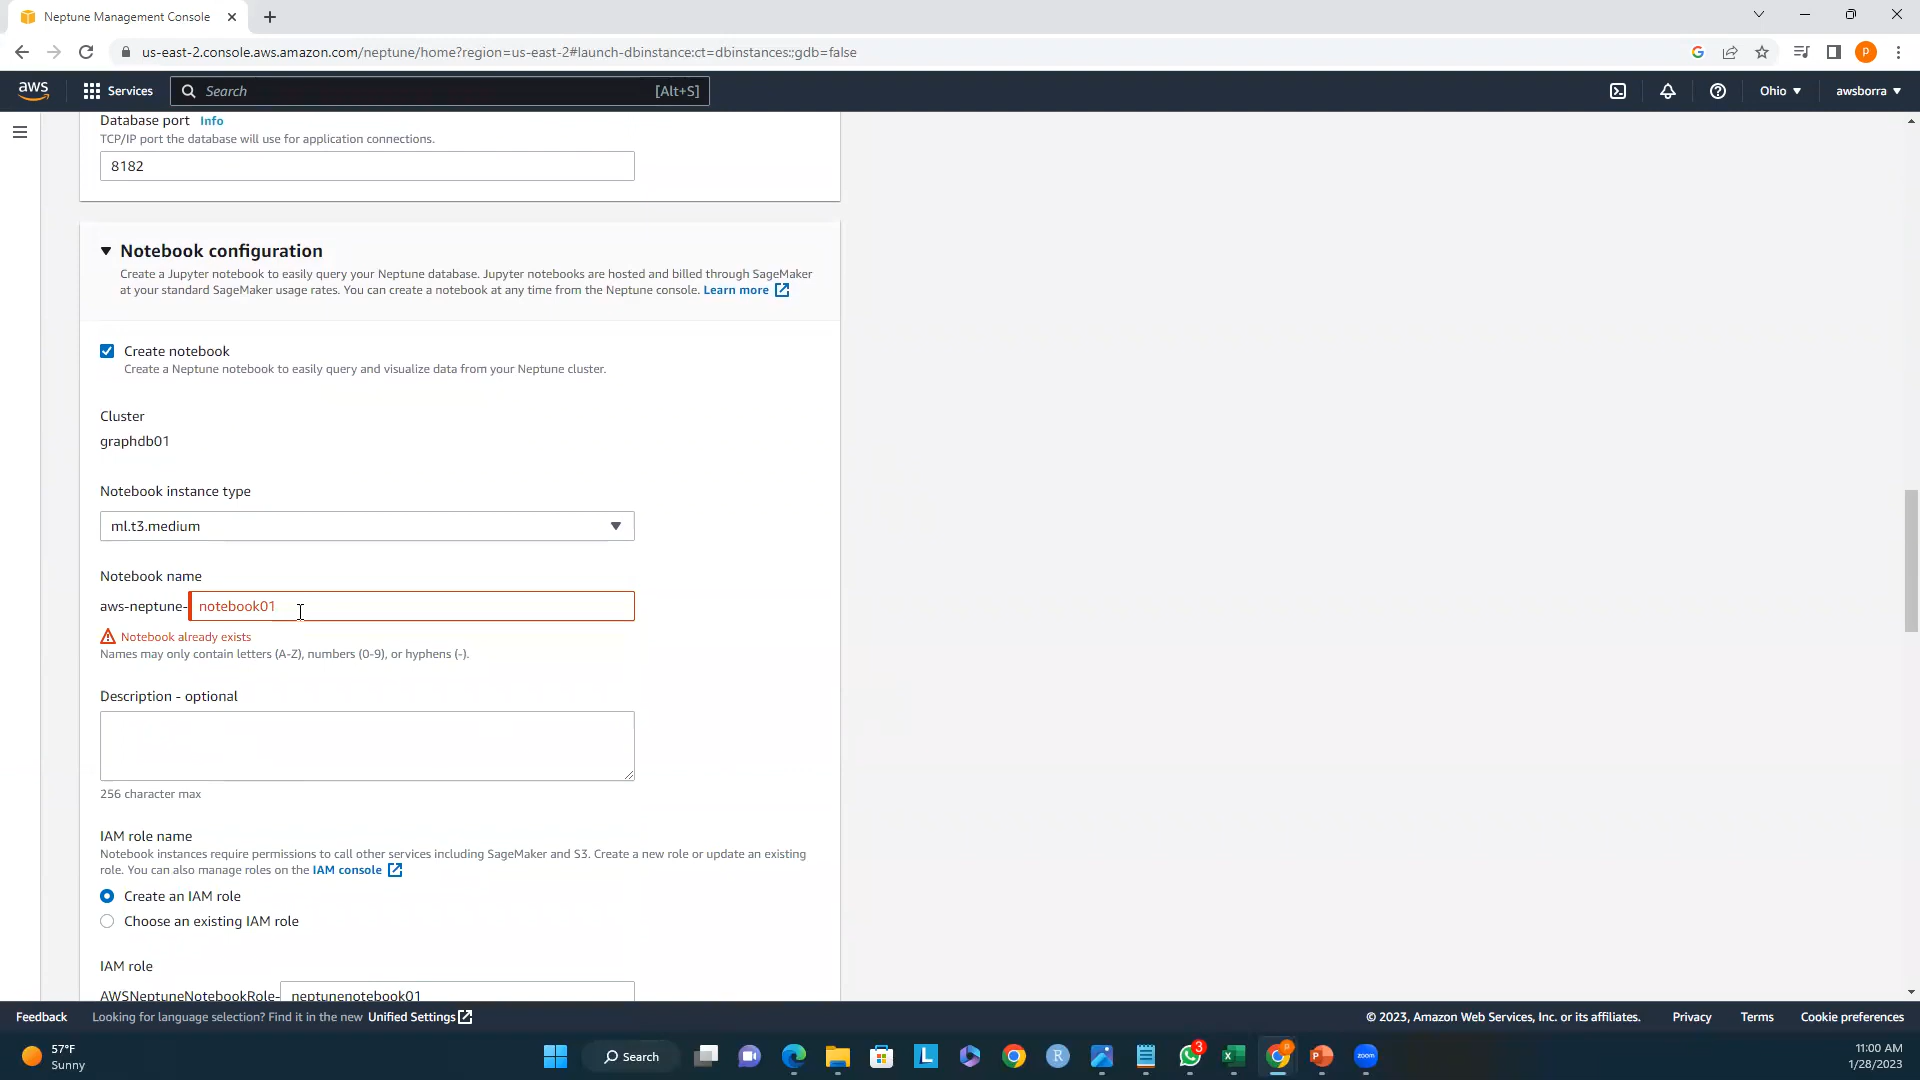 Neptune Management Console
us-east-2.console.aws.amazon.com/neptune/home?region=us-east-2#launch-dbinstance:ct=dbinstances:;gdb=false
P
aws
Services
Search
[Alt+S]
Ohio
awsborra
Database port Info
TCP/IP port the database will use for application connections.
8182
Notebook configuration
Create a Jupyter notebook to easily query your Neptune database. Jupyter notebooks are hosted and billed through SageMaker
at your standard SageMaker usage rates. You can create a notebook at any time from the Neptune console. Learn more
Create notebook
Create a Neptune notebook to easily query and visualize data from your Neptune cluster.
Cluster
graphdb01
Notebook instance type
ml.t3.medium
Notebook name
aws-neptune- notebook01
Notebook already exists
Names may only contain letters (A-Z), numbers (0-9), or hyphens (-).
Description - optional
256 character max
IAM role name
Notebook instances require permissions to call other services including SageMaker and S3. Create a new role or update an existing
role. You can also manage roles on the IAM console
Create an IAM role
Choose an existing IAM role
IAM role
AWSNeptuneNotebookRole- neptunenotebook01
Feedback
Looking for language selection? Find it in the new Unified Settings
© 2023, Amazon Web Services, Inc. or its affiliates.
Privacy
Terms
Cookie preferences
57°F
Sunny
Search
L
R
3
X
P
P
zoom
11:00 AM
1/28/2023